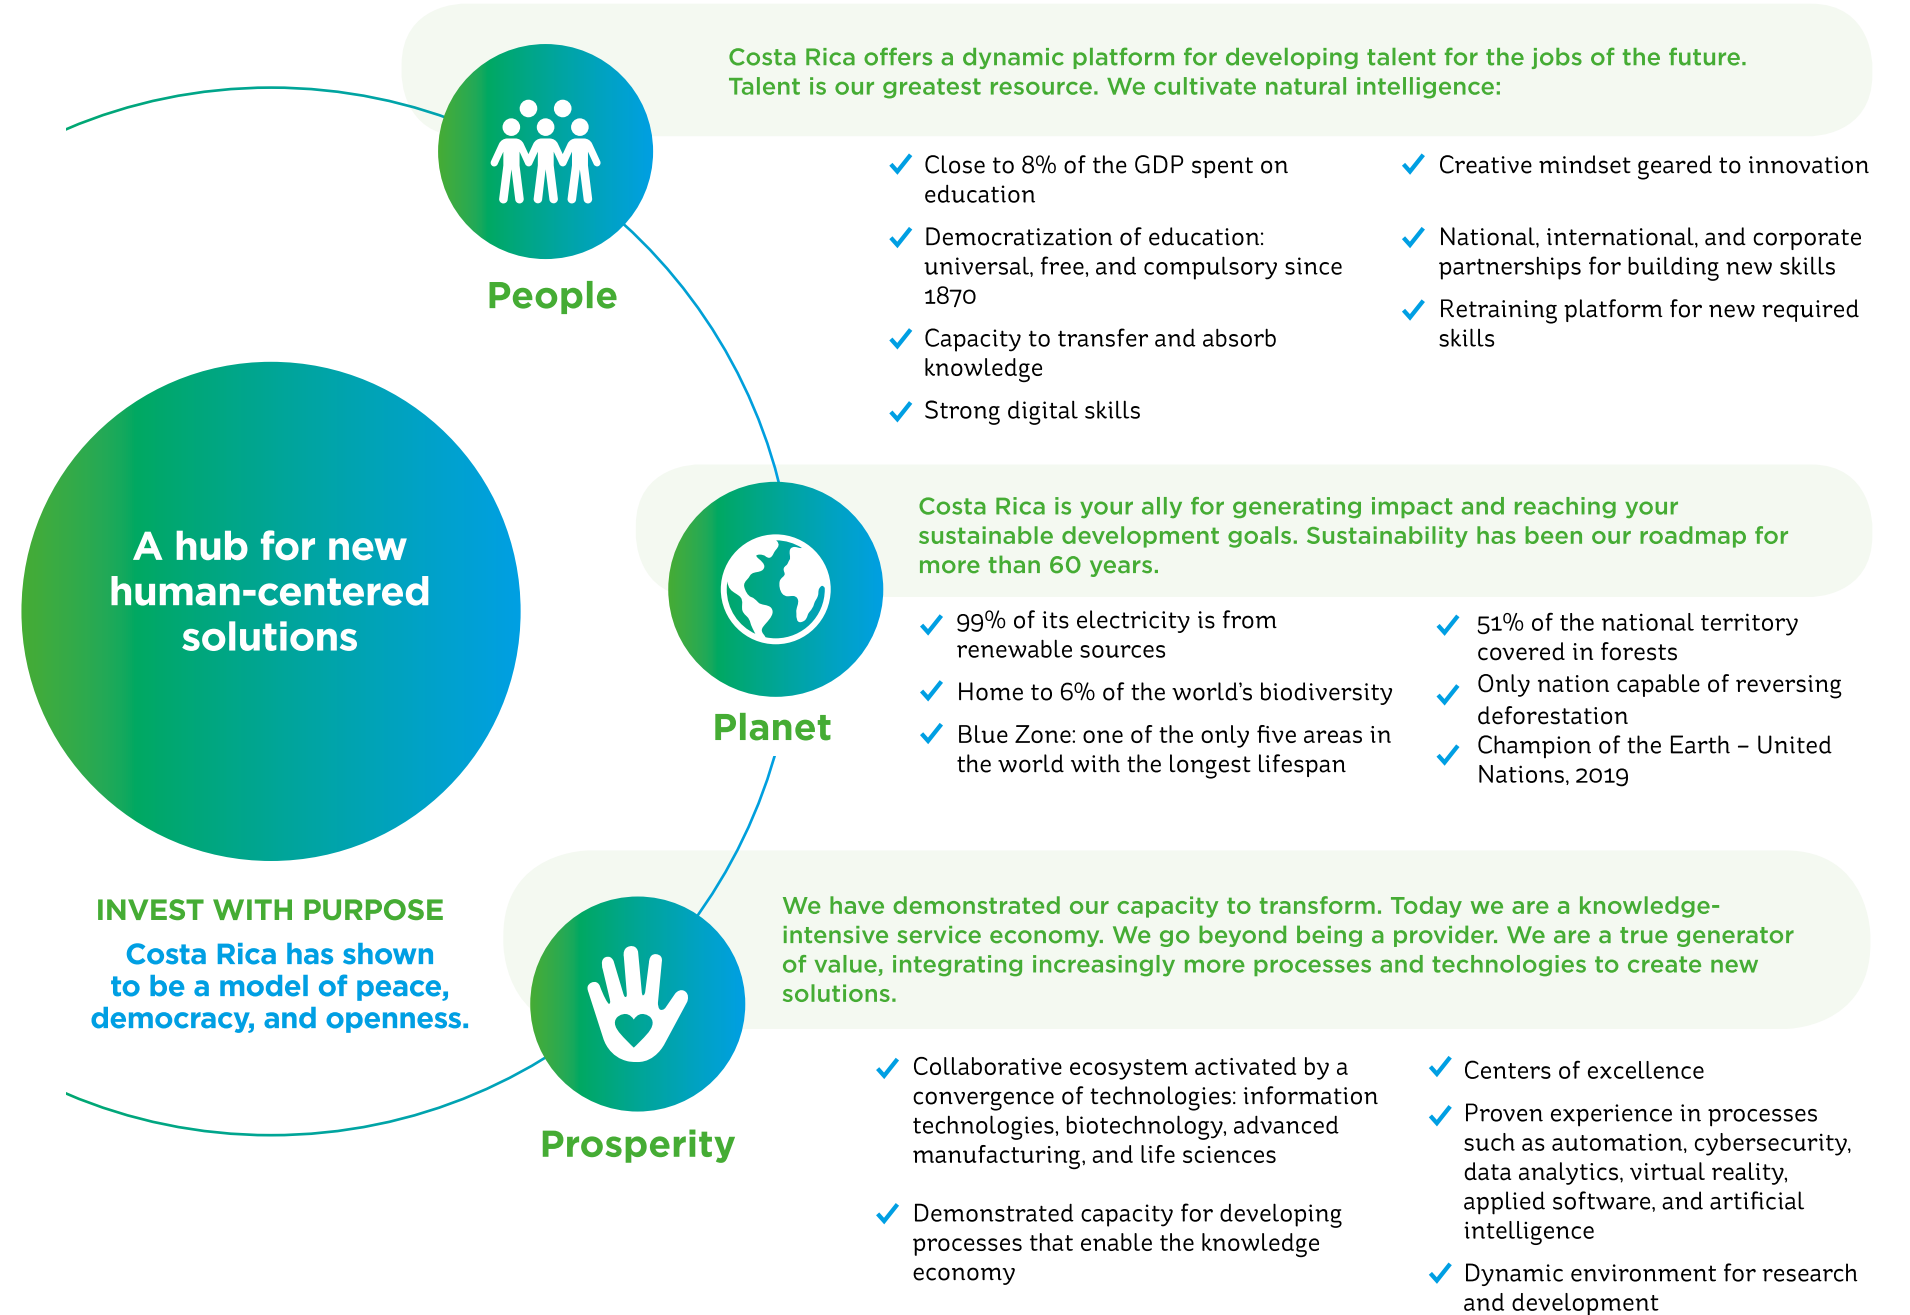 Costa Rica offers a dynamic platform for developing talent for the jobs of the future.
Talent is our greatest resource. We cultivate natural intelligence:
People
Close to 8% of the GDP spent on
education
Democratization of education:
universal, free, and compulsory since
1870
Capacity to transfer and absorb
knowledge
Strong digital skills
Creative mindset geared to innovation
National, international, and corporate
partnerships for building new skills
Retraining platform for new required
skills
A hub for new
human-centered
solutions
INVEST WITH PURPOSE
Costa Rica has shown
to be a model of peace,
democracy, and openness.
Costa Rica is your ally for generating impact and reaching your
sustainable development goals. Sustainability has been our roadmap for
more than 60 years.
Planet
99% of its electricity is from
renewable sources
Home to 6% of the world's biodiversity
Blue Zone: one of the only five areas in
the world with the longest lifespan
51% of the national territory
covered in forests
Only nation capable of reversing
deforestation
Champion of the Earth – United
Nations, 2019
We have demonstrated our capacity to transform. Today we are a knowledge-
intensive service economy. We go beyond being a provider. We are a true generator
of value, integrating increasingly more processes and technologies to create new
solutions.
Prosperity
Collaborative ecosystem activated by a
convergence of technologies: information
technologies, biotechnology, advanced
manufacturing, and life sciences
Demonstrated capacity for developing
processes that enable the knowledge
economy
Centers of excellence
Proven experience in processes
such as automation, cybersecurity,
data analytics, virtual reality,
applied software, and artificial
intelligence
Dynamic environment for research
and development